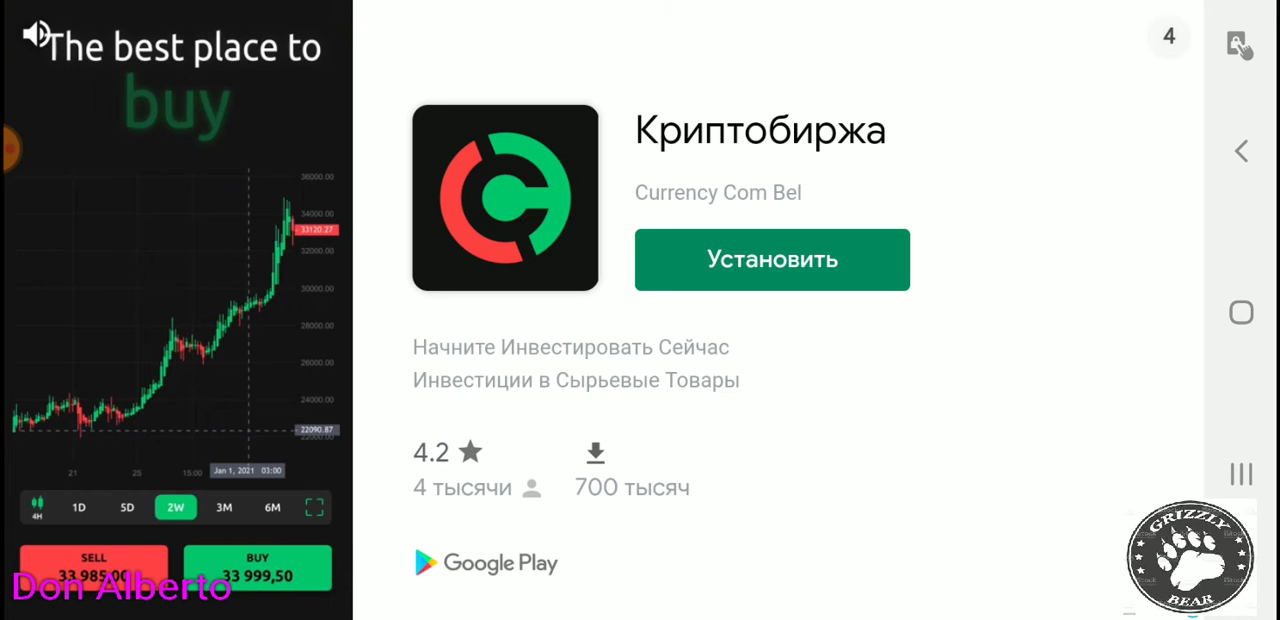 The best place to
buy
36000.00
34000.00
33120.27
32000.00
30000.00
28000.00
26000.00
24000.00
22090.87
22000.00
21
25
15:00
Jan 1, 2021 03:00
4H
1D
5D
2W
3M
6M
SELL
33 985,00
BUY
33 999,50
Don Alberto
4
Криптобиржа
Currency Com Bel
Установить
Начните Инвестировать Сейчас
Инвестиции в Сырьевые Товары
4.2
4 тысячи
700 тысяч
Google Play
GRIZZLY
BEAR